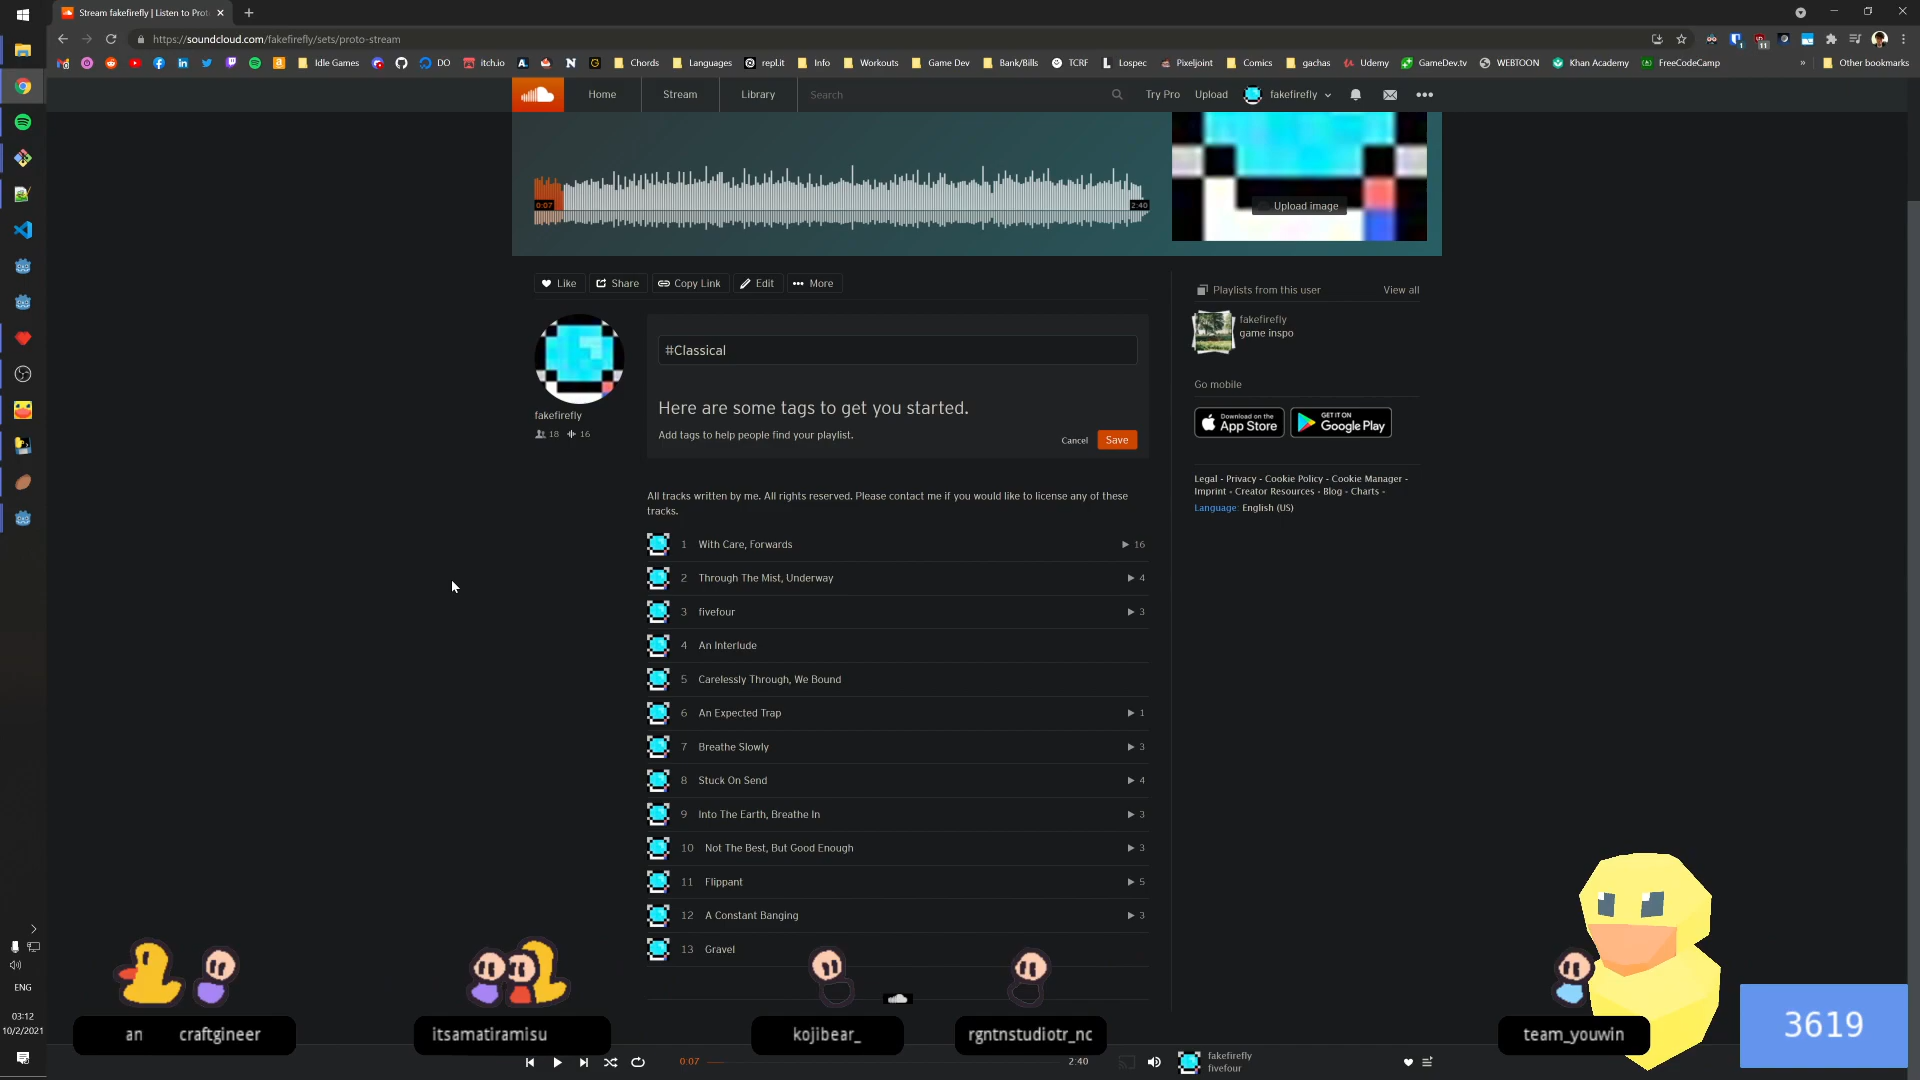 Stream fakefirefly | Listen to Prot
https://soundcloud.com/fakefirefly/sets/proto-stream
11
Idle Games
DO
itch.io
Chords
Languages
repl.it
Info
Workouts
Game Dev
Bank/Bills
TCRF
Lospec
Pixeljoint
Comics
gachas
Udemy
GameDev.tv
WEBTOON
Khan Academy
FreeCodeCamp
Other bookmarks
Home
Stream
Library
Search
Try Pro
Upload
fakefirefly
0:07
2:40
Upload image
Like
Share
Copy Link
Edit
More
fakefirefly
18 16
#Classical
Here are some tags to get you started.
Add tags to help people find your playlist.
Cancel
Save
All tracks written by me. All rights reserved. Please contact me if you would like to license any of these
tracks.
1 With Care, Forwards 16
2 Through The Mist, Underway 4
3 fivefour 3
4 An Interlude
5 Carelessly Through, We Bound
6 An Expected Trap 1
7 Breathe Slowly 3
8 Stuck On Send 4
9 Into The Earth, Breathe In 3
10 Not The Best, But Good Enough 3
11 Flippant 5
12 A Constant Banging 3
13 Gravel
Playlists from this user
View all
fakefirefly
game inspo
Go mobile
Download on the
App Store
GET IT ON
Google Play
Legal - Privacy - Cookie Policy - Cookie Manager -
Imprint - Creator Resources - Blog - Charts -
Language: English (US)
ENG
03:12
10/2/2021
an
craftgineer
itsamatiramisu
kojibear_
rgntnstudiotr_nc
team_youwin
3619
0:07
2:40
fakefirefly
fivefour